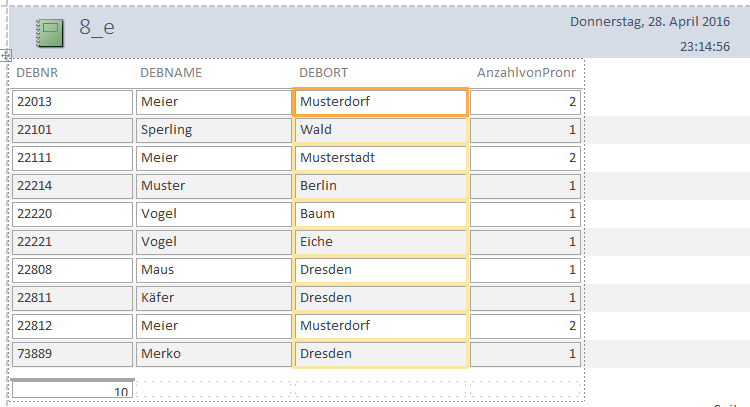 8_e
Donnerstag, 28. April 2016
23:14:56
DEBNR DEBNAME DEBORT AnzahlvonPronr
22013 Meier Musterdorf 2
22101 Sperling Wald 1
22111 Meier Musterstadt 2
22214 Muster Berlin 1
22220 Vogel Baum 1
22221 Vogel Eiche 1
22808 Maus Dresden 1
22811 Käfer Dresden 1
22812 Meier Musterdorf 2
73889 Merko Dresden 1
10